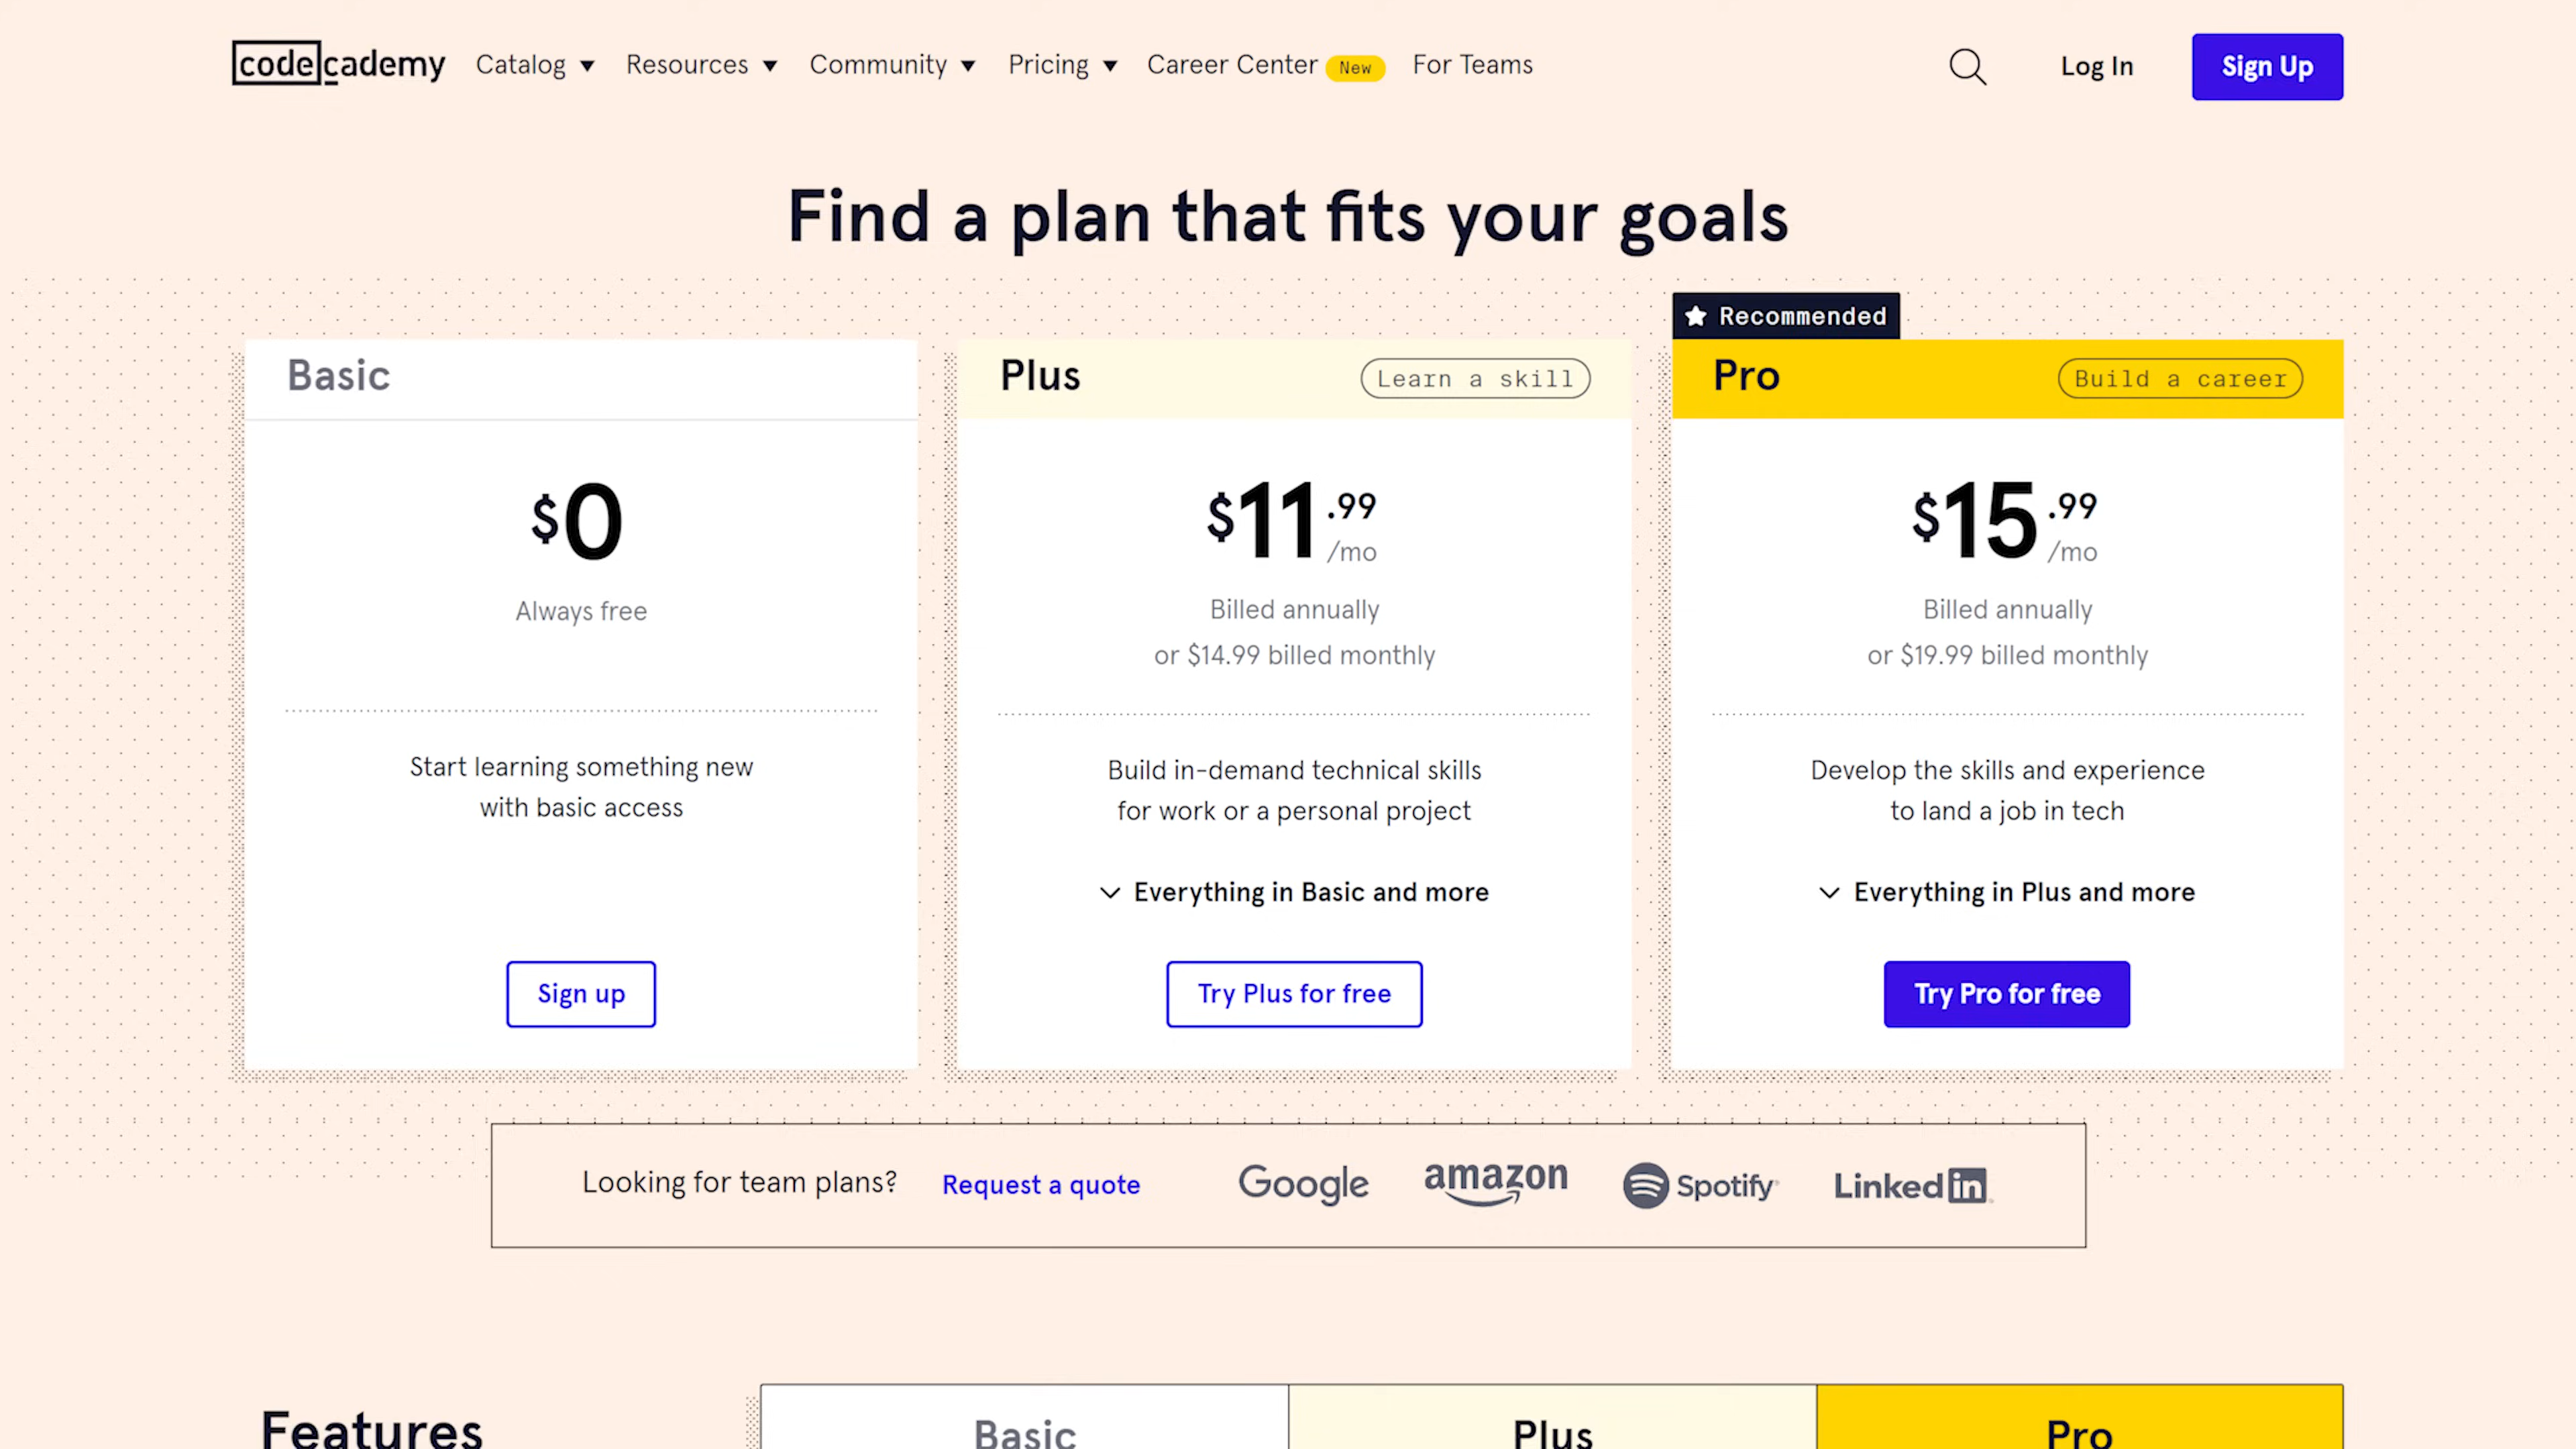 codecademy Catalog Resources Community Pricing Career Center New For Teams Log In Sign Up
Find a plan that fits your goals
Recommended
Basic
$0
Always free
Start learning something new
with basic access
Sign up
Plus Learn a skill
$11.99
/mo
Billed annually
or $14.99 billed monthly
Build in-demand technical skills
for work or a personal project
Everything in Basic and more
Try Plus for free
Pro Build a career
$15.99
/mo
Billed annually
or $19.99 billed monthly
Develop the skills and experience
to land a job in tech
Everything in Plus and more
Try Pro for free
Looking for team plans? Request a quote Google amazon Spotify LinkedIn
Features Basic Plus Pro